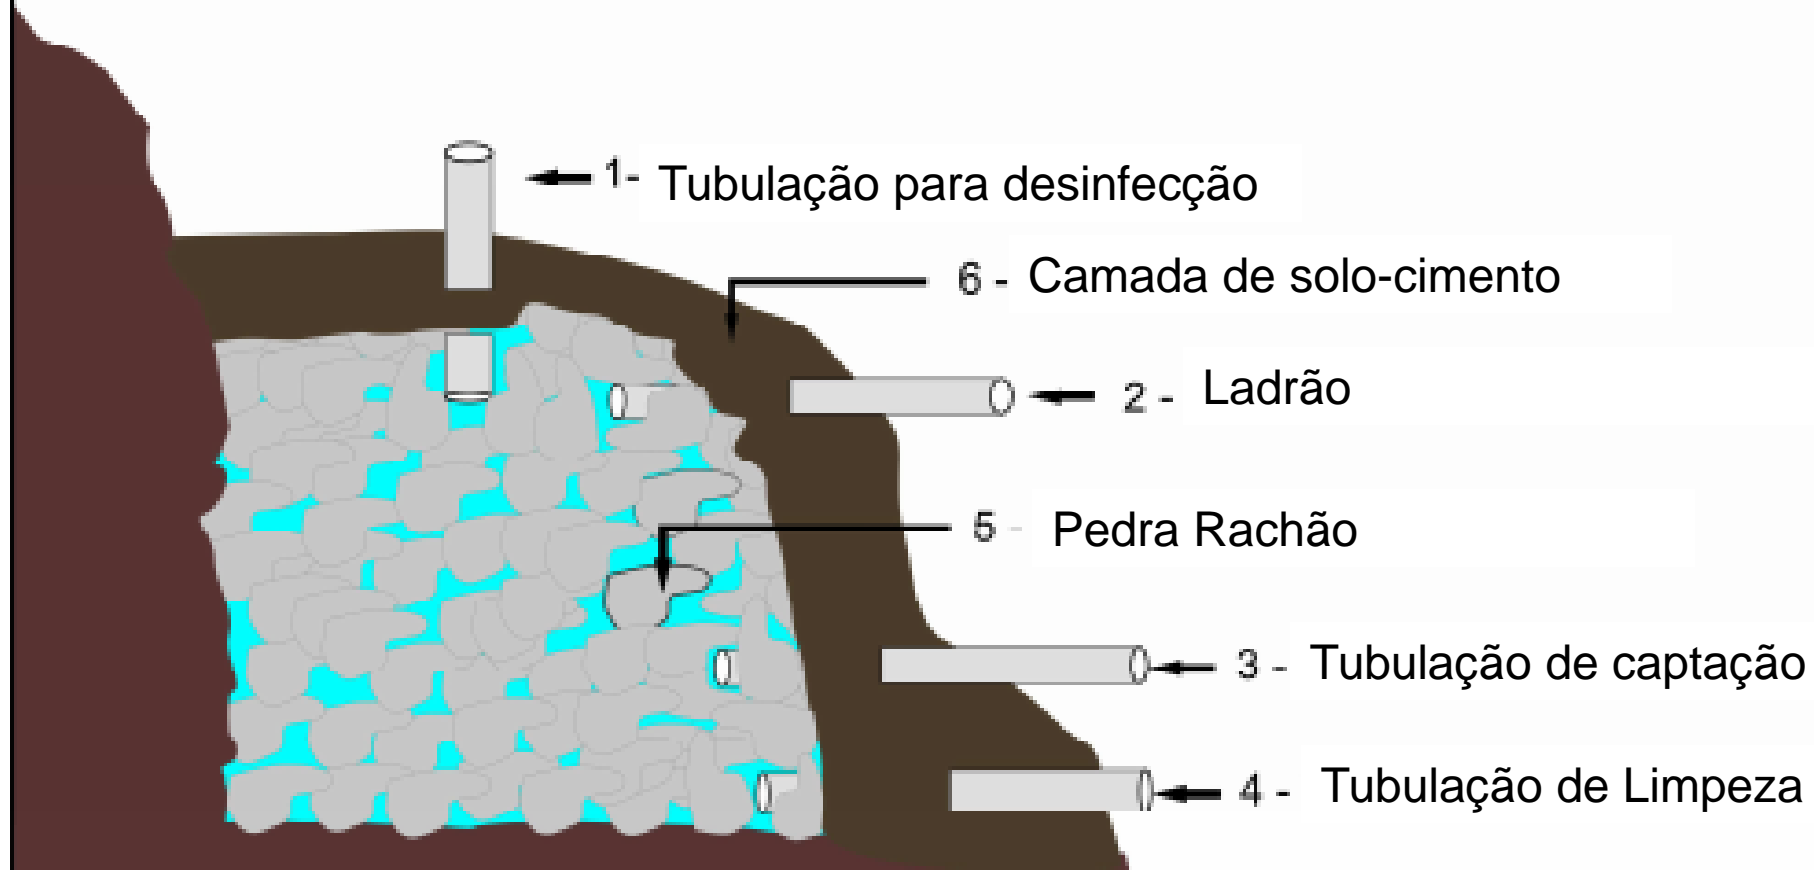 1- Tubulação para desinfecção
6 - Camada de solo-cimento
2 - Ladrão
5 - Pedra Rachão
3 - Tubulação de captação
4 - Tubulação de Limpeza